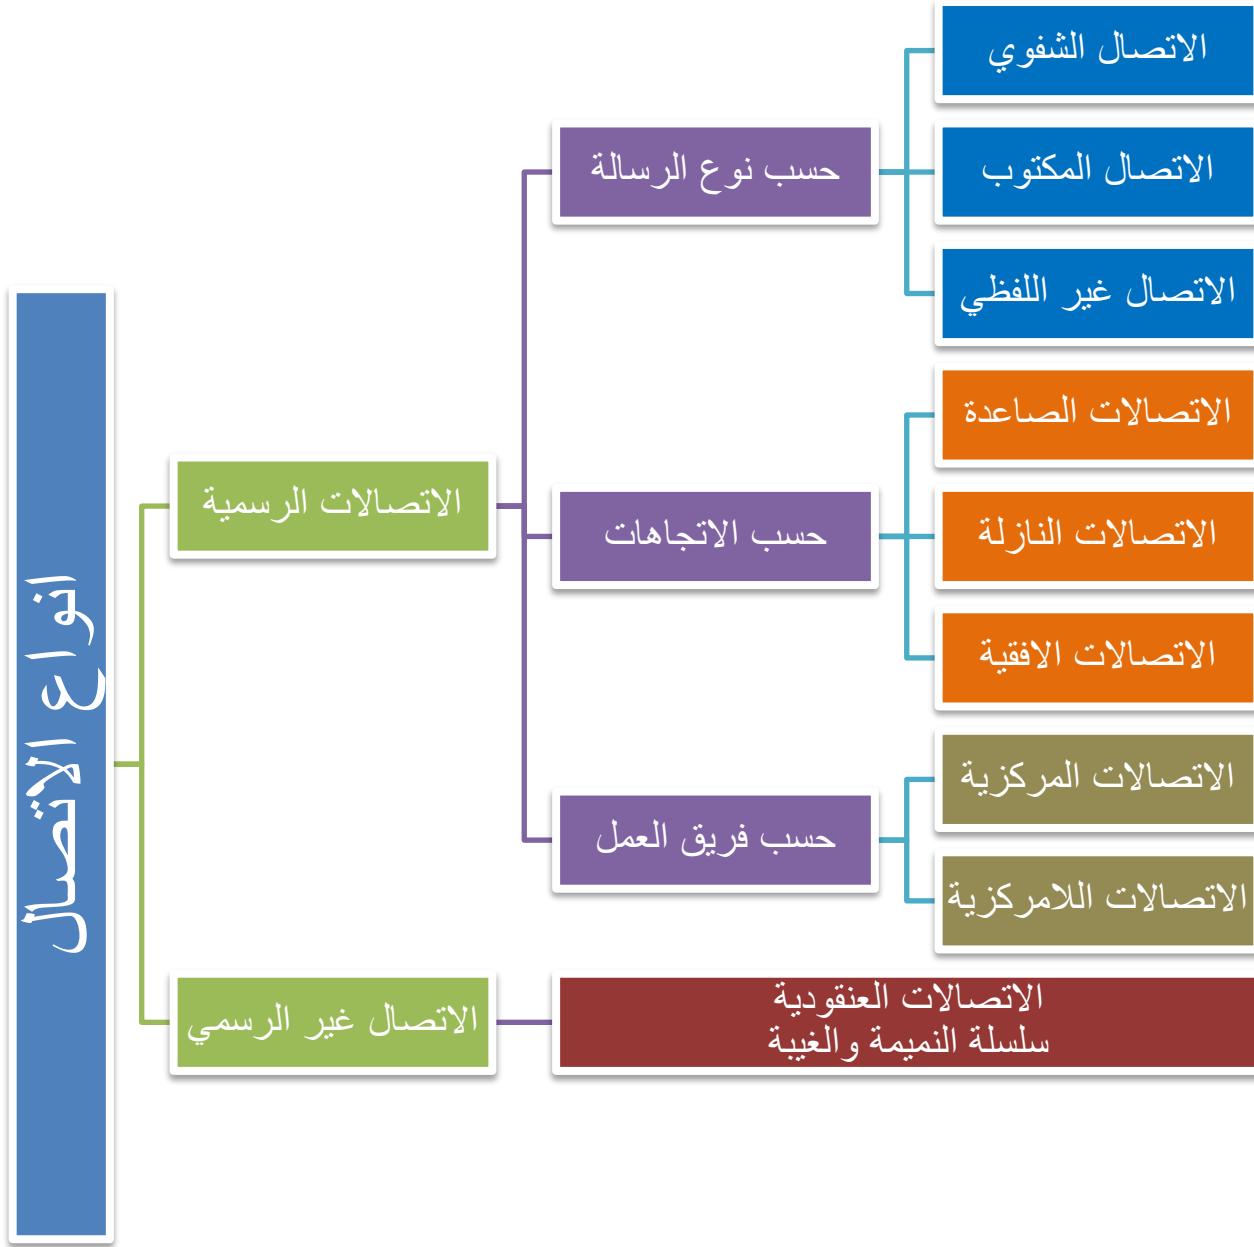 انواع الاتصال
الاتصالات الرسمية
حسب نوع الرسالة
الاتصال الشفوي
الاتصال المكتوب
الاتصال غير اللفظي
حسب الاتجاهات
الاتصالات الصاعدة
الاتصالات النازلة
الاتصالات الافقية
حسب فريق العمل
الاتصالات المركزية
الاتصالات اللامركزية
الاتصال غير الرسمي
الاتصالات العنقودية
سلسلة النميمة والغيبة